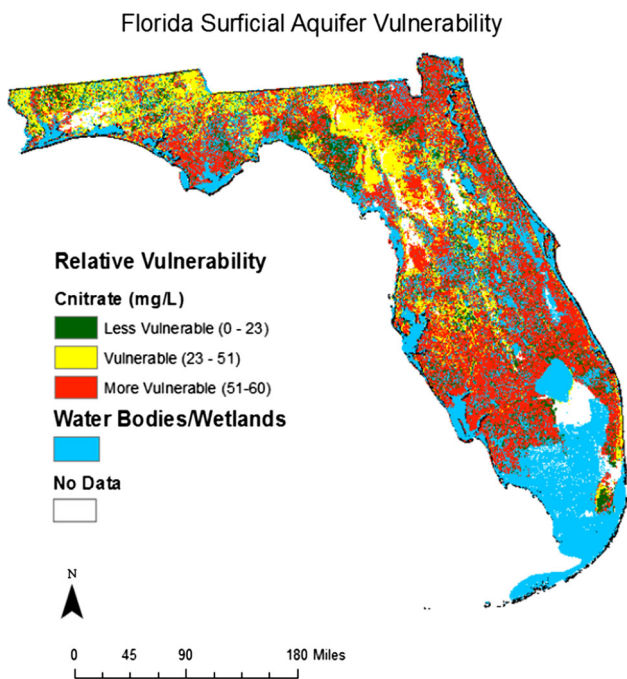 Florida Surficial Aquifer Vulnerability
Relative Vulnerability
Cnitrate (mg/L)
Less Vulnerable (0 - 23)
Vulnerable (23 - 51)
More Vulnerable (51-60)
Water Bodies/Wetlands
No Data
N
0 45 90 180 Miles